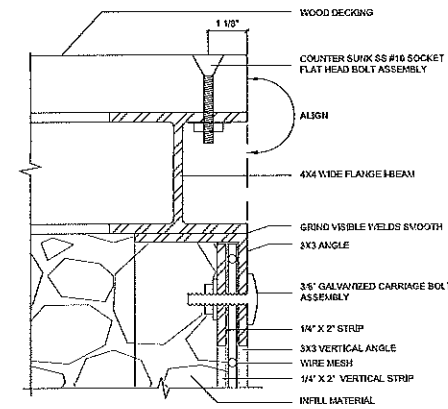 WOOD DECKING
1 1/8"
COUNTER SUNK SS #10 SOCKET
FLAT HEAD BOLT ASSEMBLY
ALIGN
4X4 WIDE FLANGE I-BEAM
GRIND VISIBLE WELDS SMOOTH
3X3 ANGLE
3/8" GALVANIZED CARRIAGE BOLT
ASSEMBLY
1/4" X 2" STRIP
3X3 VERTICAL ANGLE
WIRE MESH
1/4" X 2" VERTICAL STRIP
INFILL MATERIAL